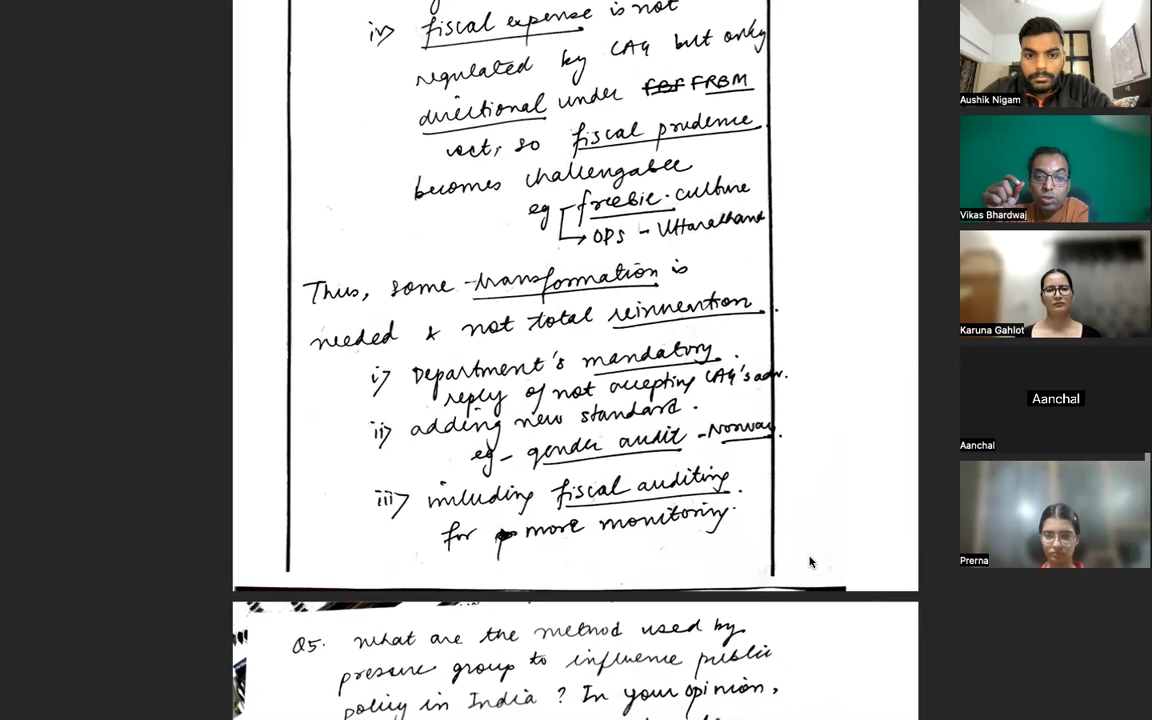 iv) fiscal expense is not
regulated by CAG but only
directional under FRBM
act, so fiscal prudence
becomes challengable
eg freebie culture
→ OPS - Uttarakhand
Thus, some transformation is
needed & not total reinvention.
i) Department's mandatory
reply of not accepting CAG's adv.
ii) adding new standard.
eg - gender audit - Norway.
iii) including fiscal auditing
for more monitoring.
Q5. What are the method used by
pressure group to influence public
policy in India? In your opinion,
Aushik Nigam
Vikas Bhardwaj
Karuna Gahlot
Aanchal
Aanchal
Prerna